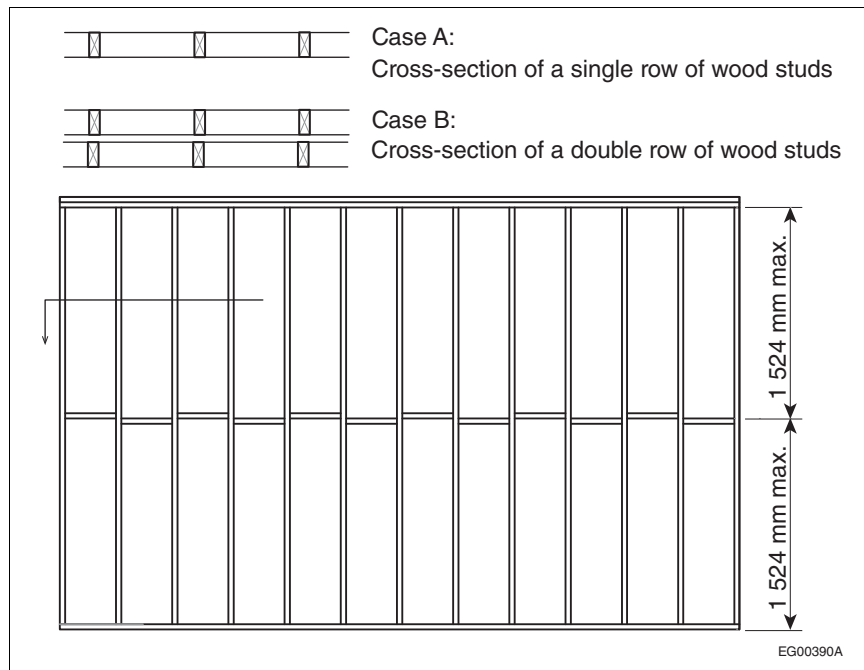 Case A:
Cross-section of a single row of wood studs
Case B:
Cross-section of a double row of wood studs
1 524 mm max.
1 524 mm max.
EG00390A